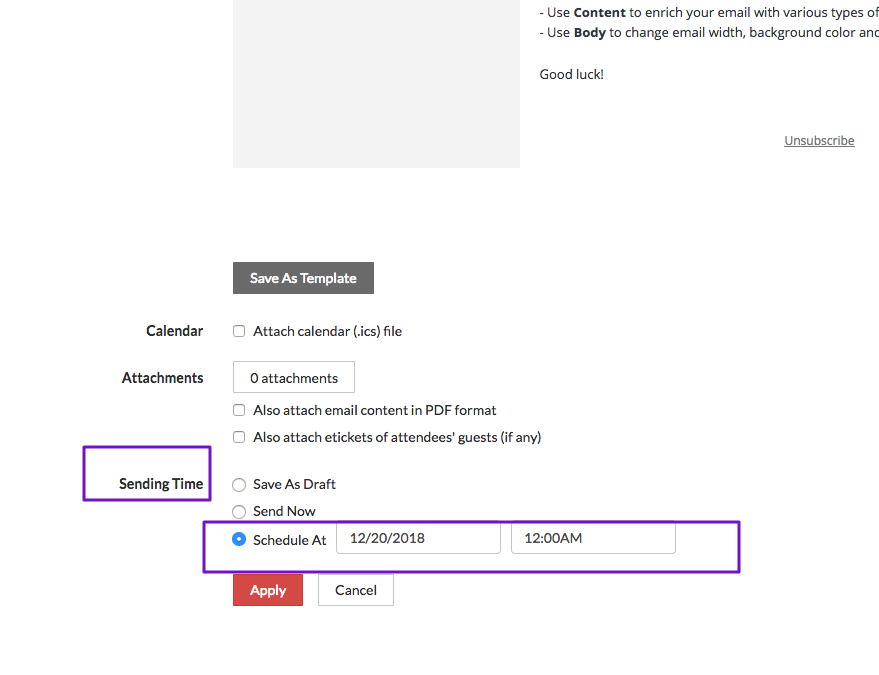 - Use Content to enrich your email with various types of
- Use Body to change email width, background color and
Good luck!
Unsubscribe
Save As Template
Calendar Attach calendar (.ics) file
Attachments 0 attachments
Also attach email content in PDF format
Also attach etickets of attendees' guests (if any)
Sending Time Save As Draft
Send Now
Schedule At 12/20/2018 12:00AM
Apply Cancel